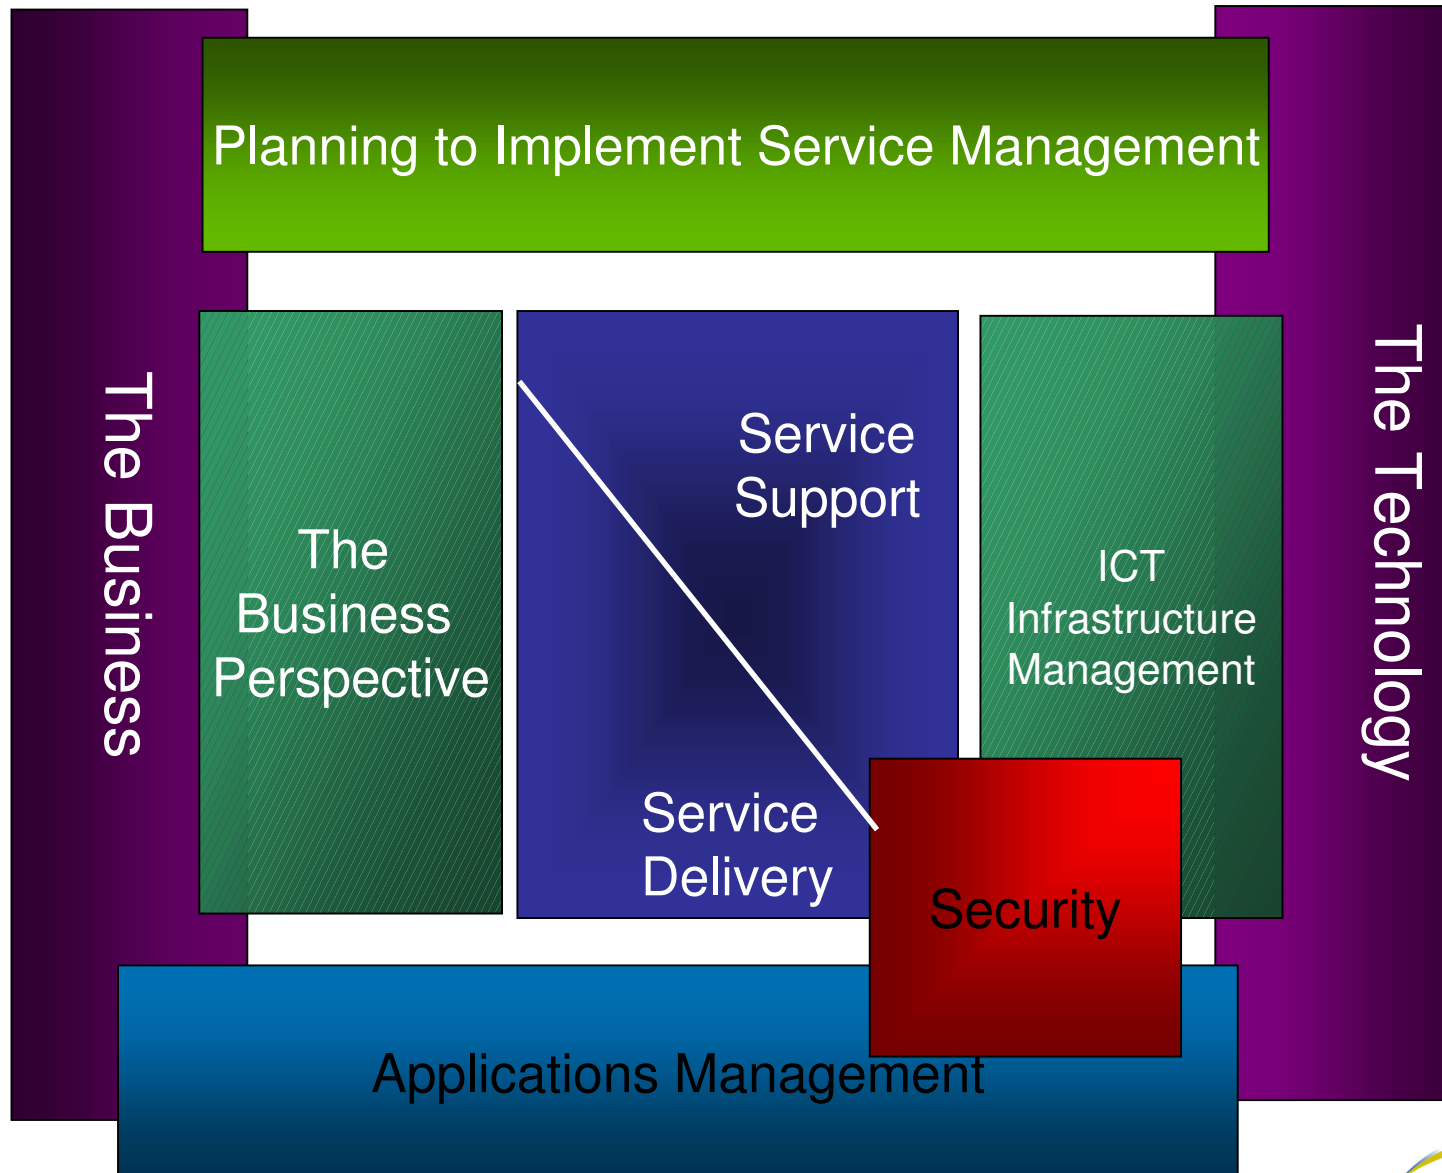 Planning to Implement Service Management
The Business
The
Business
Perspective
Service
Support
Service
Delivery
ICT
Infrastructure
Management
The Technology
Security
Applications Management